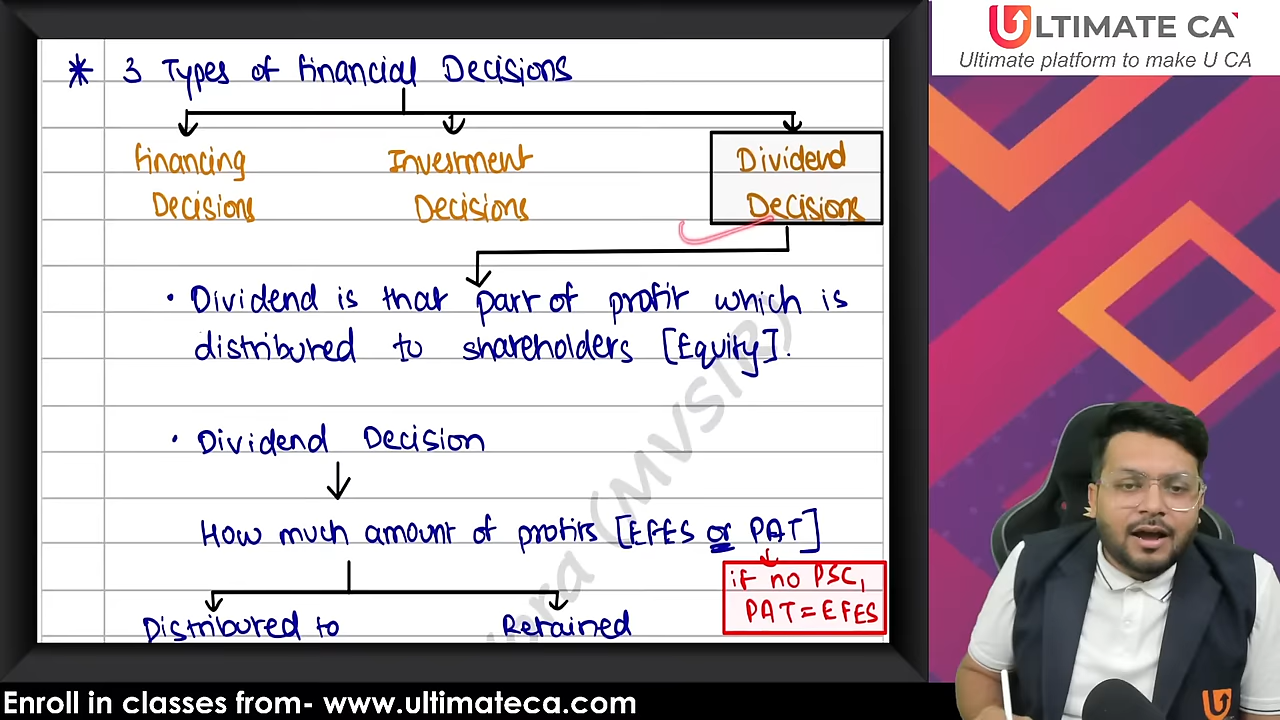 * 3 Types of Financial Decisions
Financing Decisions
Investment Decisions
Dividend Decisions
• Dividend is that part of profit which is
distributed to shareholders [Equity].
• Dividend Decision
How much amount of profits [EFES or PAT]
if no PSC,
PAT = EFES
Distributed to
Retained
(MVSIR)
ULTIMATE CA
Ultimate platform to make U CA
Enroll in classes from- www.ultimateca.com